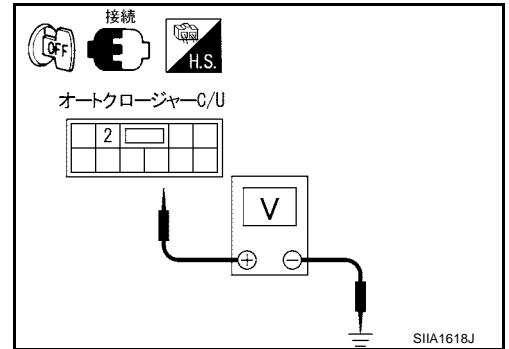 接続
OFF
H.S.
オートクロージャーC/U
2
V
+ −
SIIA1618J